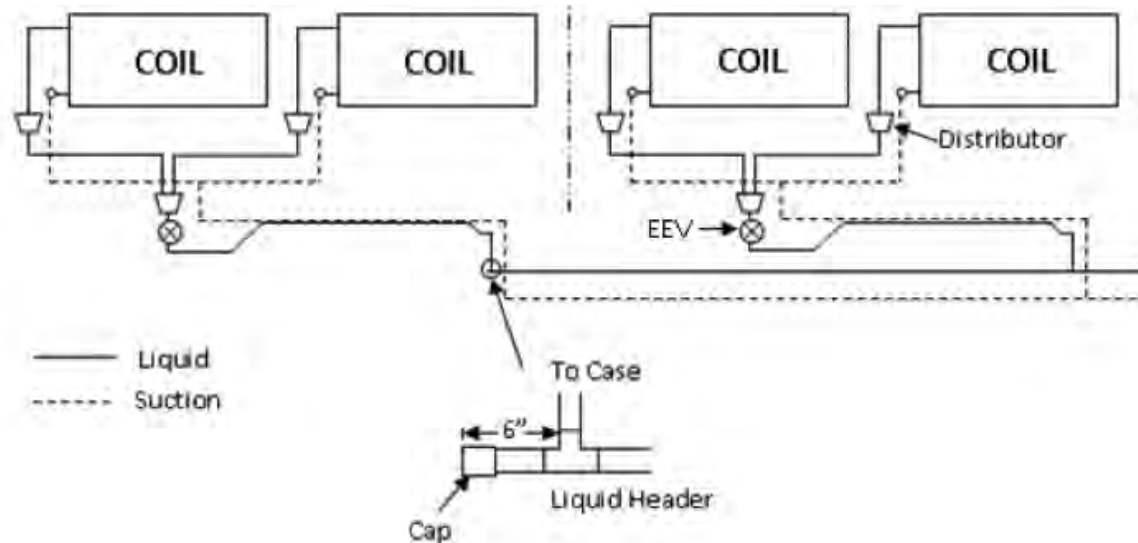 COIL
COIL
COIL
COIL
Distributor
EEV
Liquid
Suction
To Case
6”
Liquid Header
Cap